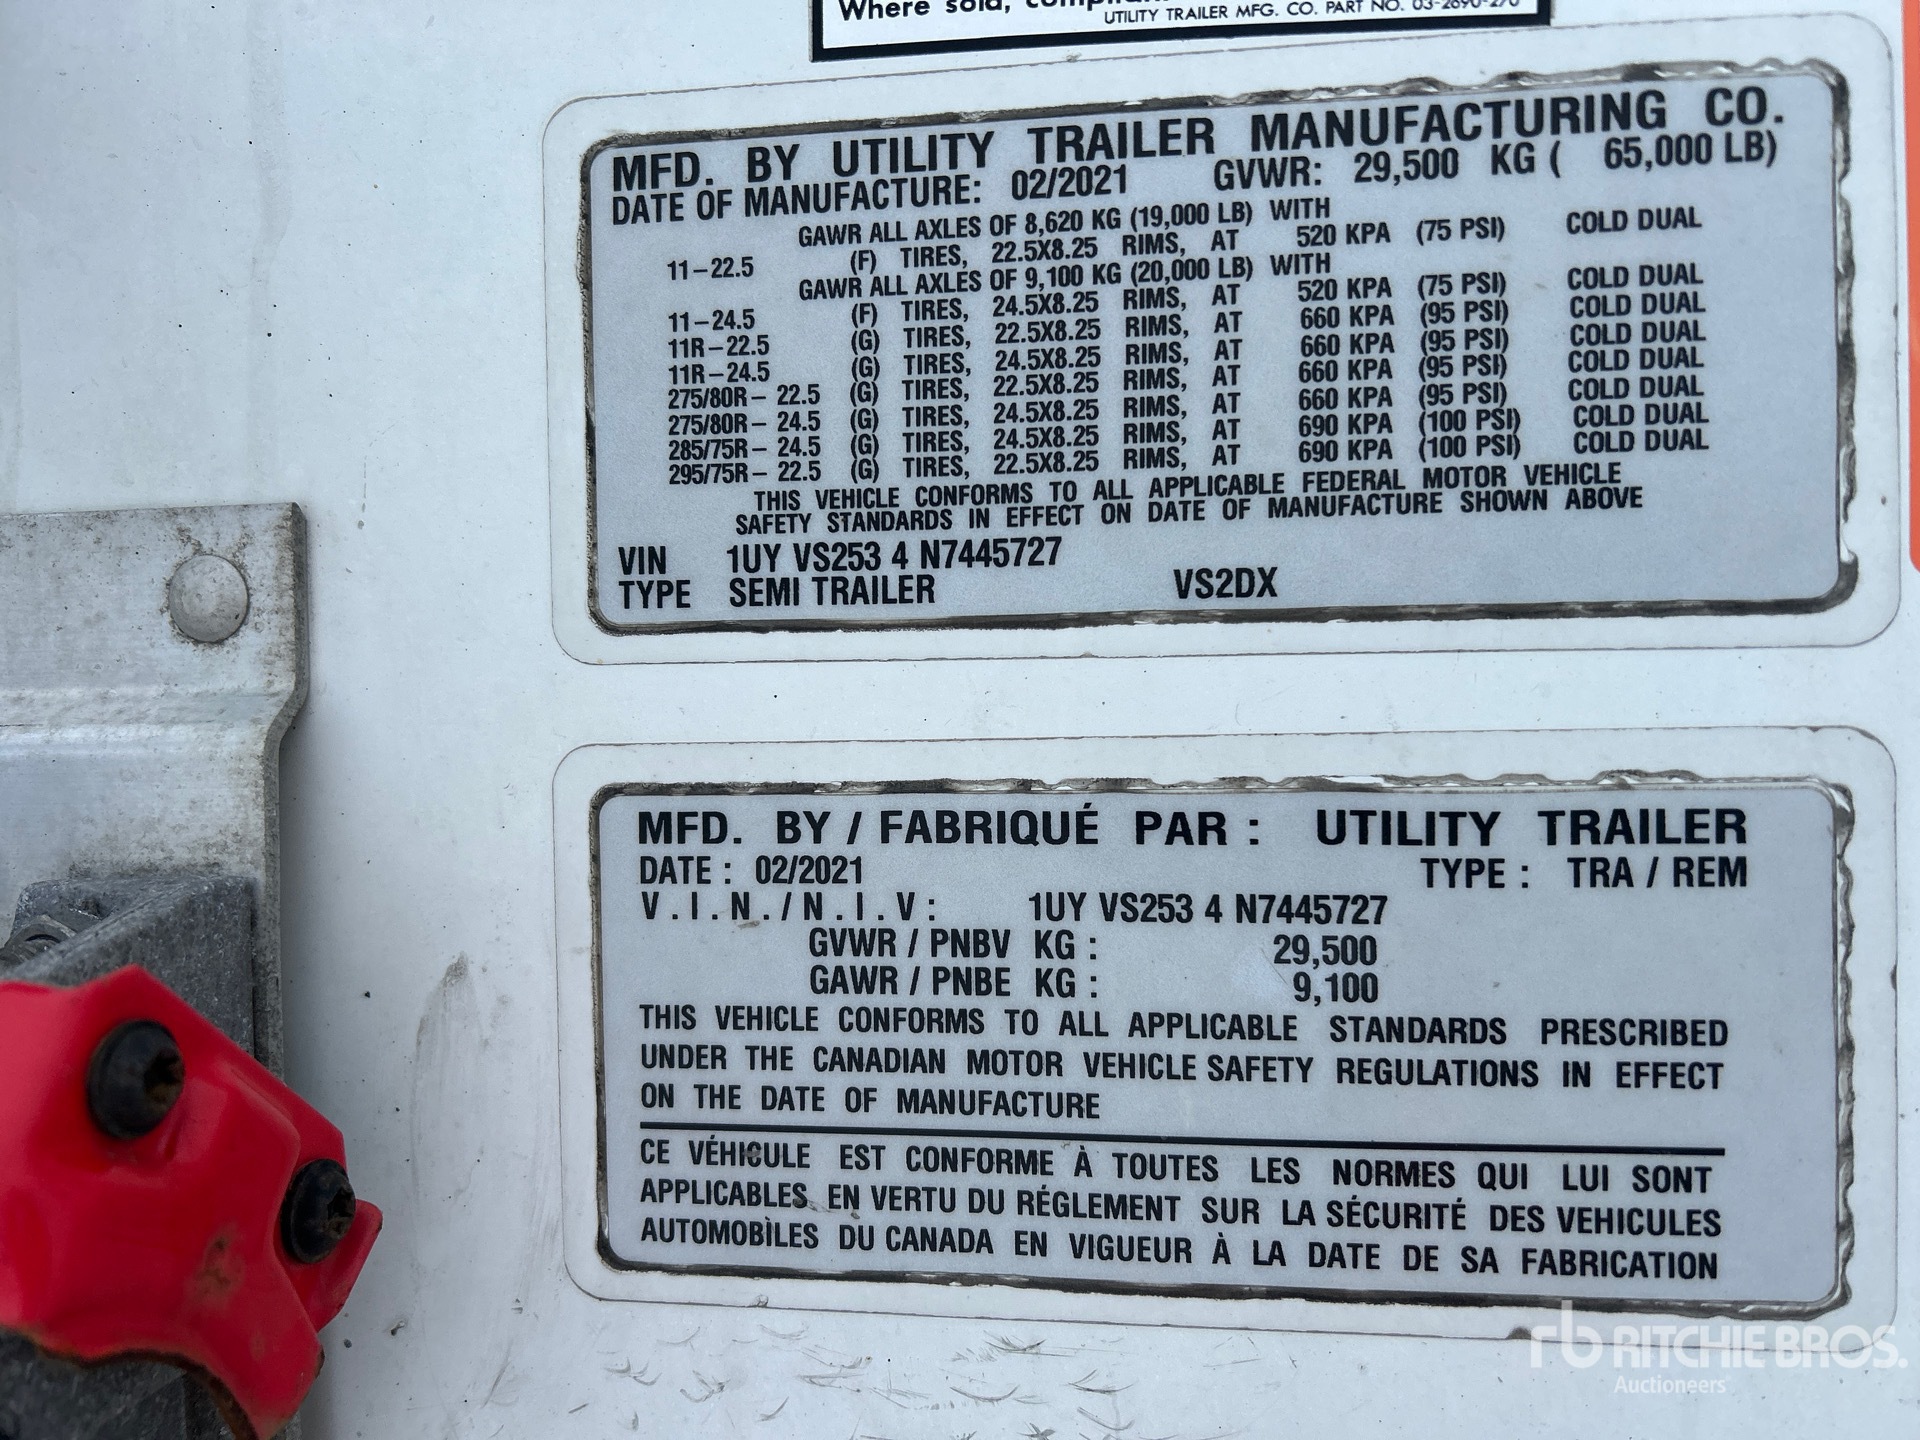 Where sold,
UTILITY TRAILER MFG. CO. PART NO. 03-2690-270
MFD. BY UTILITY TRAILER MANUFACTURING CO.
DATE OF MANUFACTURE: 02/2021 GVWR: 29,500 KG ( 65,000 LB)
GAWR ALL AXLES OF 8,620 KG (19,000 LB) WITH
11-22.5 (F) TIRES, 22.5X8.25 RIMS, AT 520 KPA (75 PSI) COLD DUAL
GAWR ALL AXLES OF 9,100 KG (20,000 LB) WITH
11-24.5 (F) TIRES, 24.5X8.25 RIMS, AT 520 KPA (75 PSI) COLD DUAL
11R-22.5 (G) TIRES, 22.5X8.25 RIMS, AT 660 KPA (95 PSI) COLD DUAL
11R-24.5 (G) TIRES, 24.5X8.25 RIMS, AT 660 KPA (95 PSI) COLD DUAL
275/80R- 22.5 (G) TIRES, 22.5X8.25 RIMS, AT 660 KPA (95 PSI) COLD DUAL
275/80R- 24.5 (G) TIRES, 24.5X8.25 RIMS, AT 660 KPA (95 PSI) COLD DUAL
285/75R- 24.5 (G) TIRES, 24.5X8.25 RIMS, AT 690 KPA (100 PSI) COLD DUAL
295/75R- 22.5 (G) TIRES, 22.5X8.25 RIMS, AT 690 KPA (100 PSI) COLD DUAL
THIS VEHICLE CONFORMS TO ALL APPLICABLE FEDERAL MOTOR VEHICLE
SAFETY STANDARDS IN EFFECT ON DATE OF MANUFACTURE SHOWN ABOVE
VIN 1UY VS253 4 N7445727
TYPE SEMI TRAILER VS2DX
MFD. BY / FABRIQUÉ PAR : UTILITY TRAILER
DATE : 02/2021 TYPE : TRA / REM
V.I.N./N.I.V: 1UY VS253 4 N7445727
GVWR / PNBV KG : 29,500
GAWR / PNBE KG : 9,100
THIS VEHICLE CONFORMS TO ALL APPLICABLE STANDARDS PRESCRIBED
UNDER THE CANADIAN MOTOR VEHICLE SAFETY REGULATIONS IN EFFECT
ON THE DATE OF MANUFACTURE
CE VÉHICULE EST CONFORME À TOUTES LES NORMES QUI LUI SONT
APPLICABLES EN VERTU DU RÉGLEMENT SUR LA SÉCURITÉ DES VEHICULES
AUTOMOBÌLES DU CANADA EN VIGUEUR À LA DATE DE SA FABRICATION
rb RITCHIE BROS.
Auctioneers